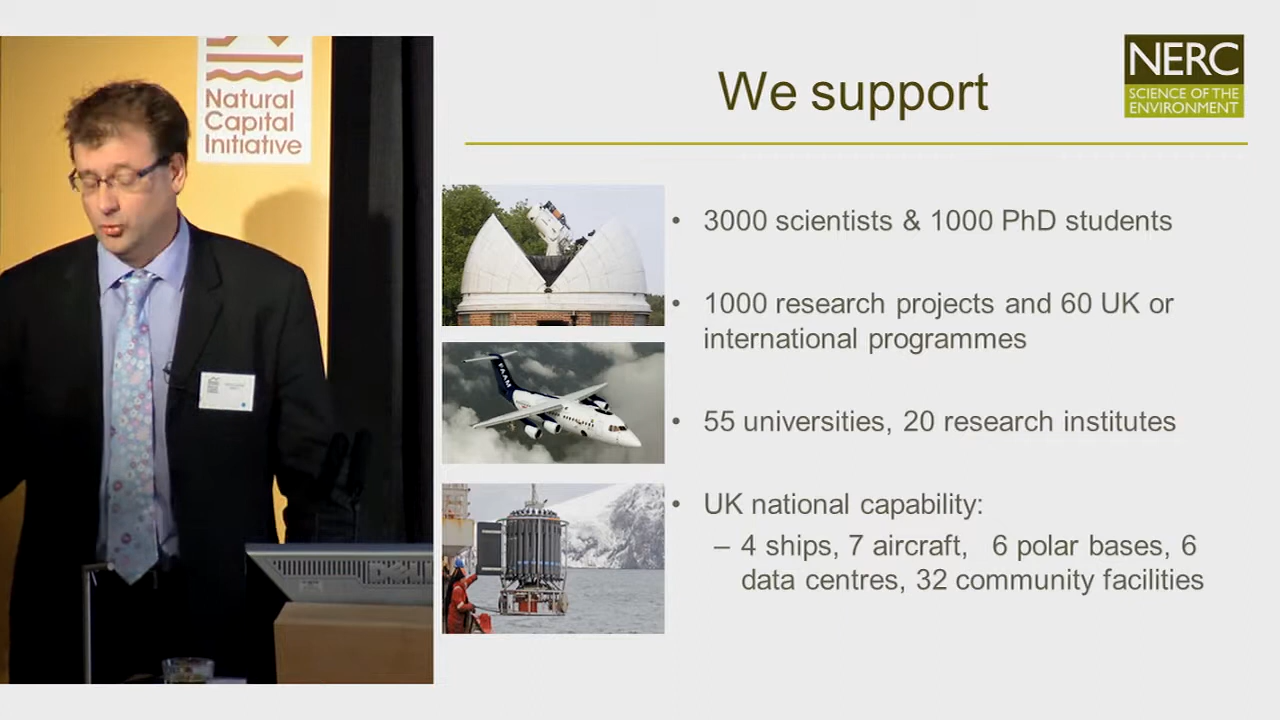 Natural
Capital
Initiative
We support
NERC
SCIENCE OF THE
ENVIRONMENT
• 3000 scientists & 1000 PhD students
• 1000 research projects and 60 UK or
international programmes
FAAM
• 55 universities, 20 research institutes
• UK national capability:
– 4 ships, 7 aircraft, 6 polar bases, 6
data centres, 32 community facilities